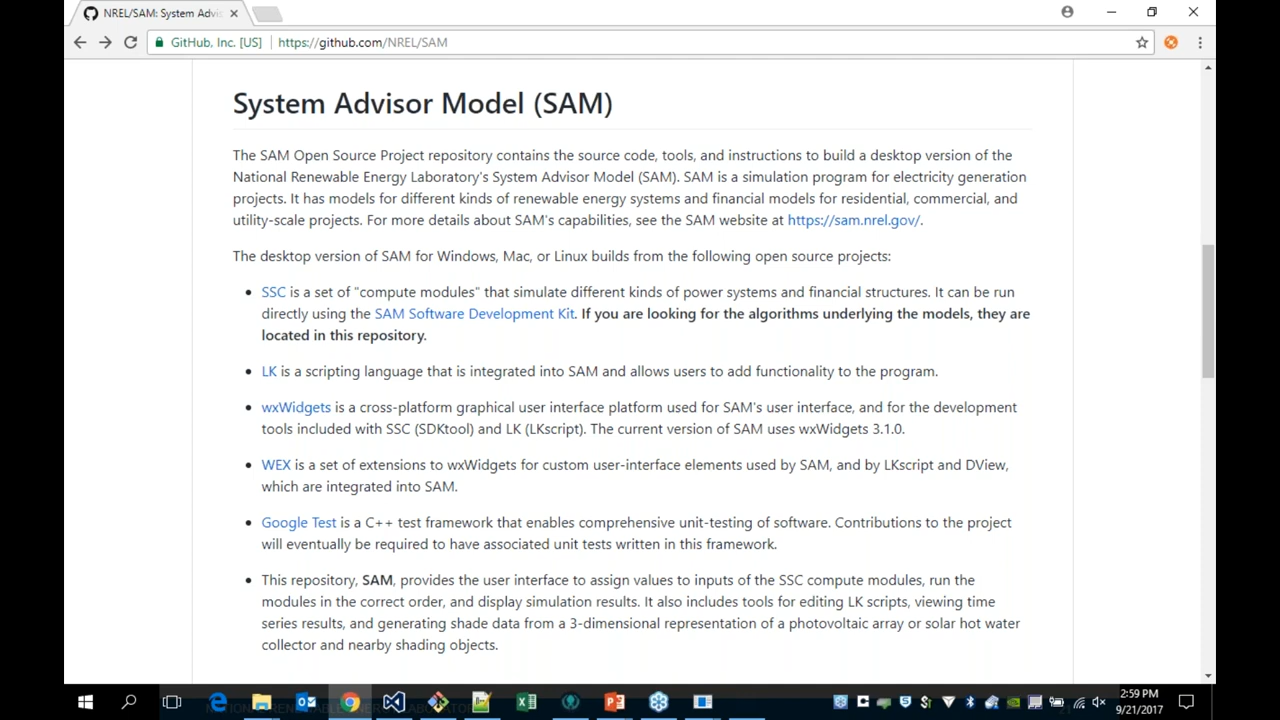 NREL/SAM: System Advis
GitHub, Inc. [US] https://github.com/NREL/SAM
System Advisor Model (SAM)
The SAM Open Source Project repository contains the source code, tools, and instructions to build a desktop version of the
National Renewable Energy Laboratory's System Advisor Model (SAM). SAM is a simulation program for electricity generation
projects. It has models for different kinds of renewable energy systems and financial models for residential, commercial, and
utility-scale projects. For more details about SAM's capabilities, see the SAM website at https://sam.nrel.gov/.
The desktop version of SAM for Windows, Mac, or Linux builds from the following open source projects:
• SSC is a set of "compute modules" that simulate different kinds of power systems and financial structures. It can be run
directly using the SAM Software Development Kit. If you are looking for the algorithms underlying the models, they are
located in this repository.
• LK is a scripting language that is integrated into SAM and allows users to add functionality to the program.
• wxWidgets is a cross-platform graphical user interface platform used for SAM's user interface, and for the development
tools included with SSC (SDKtool) and LK (LKscript). The current version of SAM uses wxWidgets 3.1.0.
• WEX is a set of extensions to wxWidgets for custom user-interface elements used by SAM, and by LKscript and DView,
which are integrated into SAM.
• Google Test is a C++ test framework that enables comprehensive unit-testing of software. Contributions to the project
will eventually be required to have associated unit tests written in this framework.
• This repository, SAM, provides the user interface to assign values to inputs of the SSC compute modules, run the
modules in the correct order, and display simulation results. It also includes tools for editing LK scripts, viewing time
series results, and generating shade data from a 3-dimensional representation of a photovoltaic array or solar hot water
collector and nearby shading objects.
2:59 PM
9/21/2017